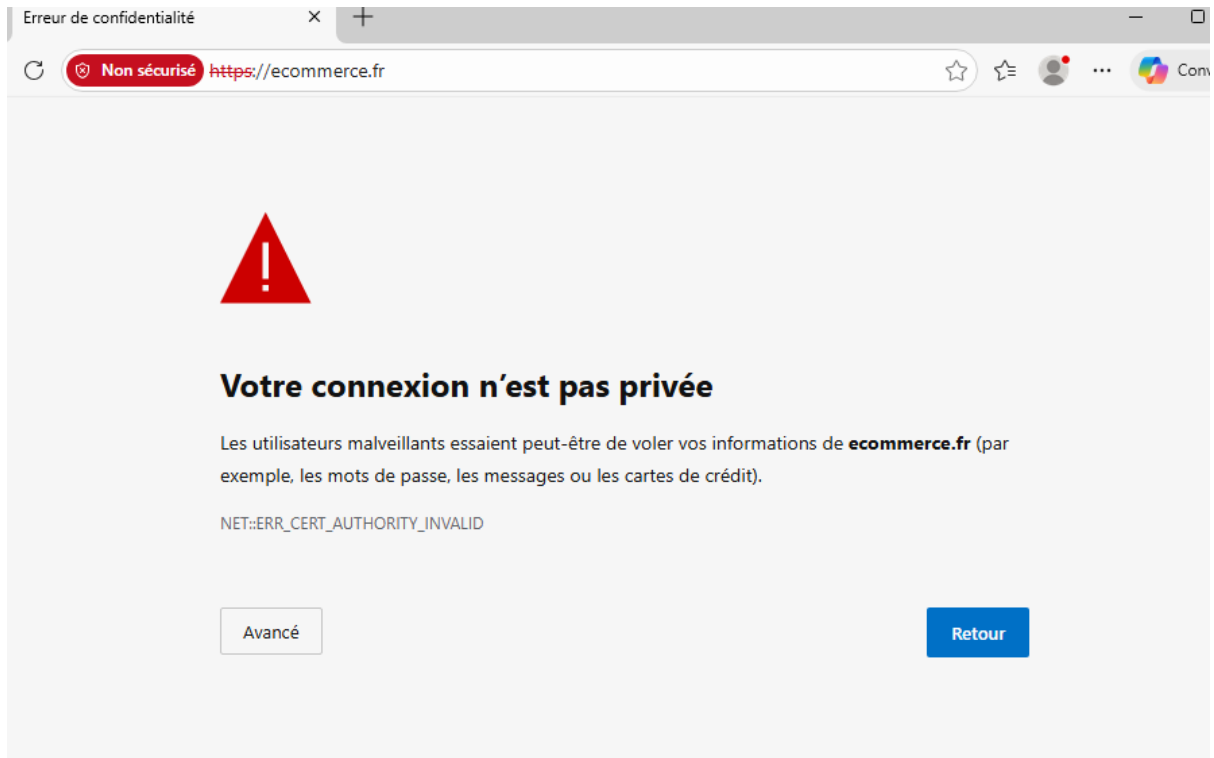 Erreur de confidentialité
Non sécurisé https://ecommerce.fr
Conv
!
Votre connexion n’est pas privée
Les utilisateurs malveillants essaient peut-être de voler vos informations de ecommerce.fr (par
exemple, les mots de passe, les messages ou les cartes de crédit).
NET::ERR_CERT_AUTHORITY_INVALID
Avancé
Retour